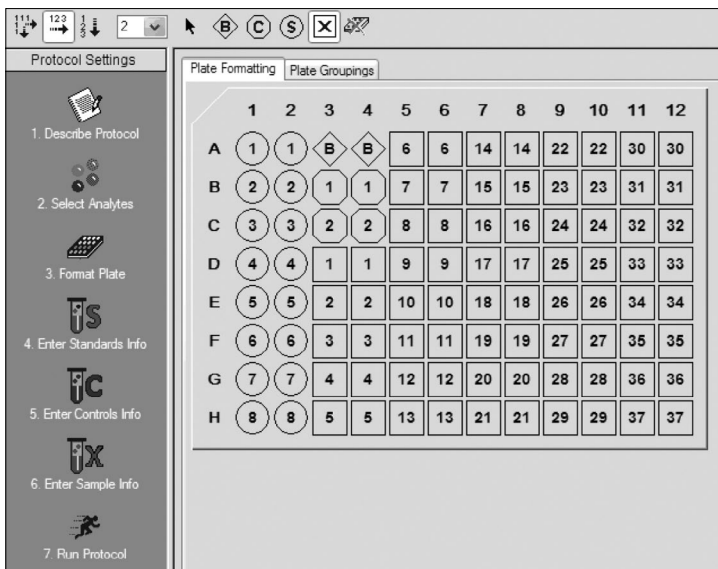 111 123 1 2 3 2 B C S X
Protocol Settings
1. Describe Protocol
2. Select Analytes
3. Format Plate
4. Enter Standards Info
5. Enter Controls Info
6. Enter Sample Info
7. Run Protocol
Plate Formatting Plate Groupings
1 2 3 4 5 6 7 8 9 10 11 12
A 1 1 B B 6 6 14 14 22 22 30 30
B 2 2 1 1 7 7 15 15 23 23 31 31
C 3 3 2 2 8 8 16 16 24 24 32 32
D 4 4 1 1 9 9 17 17 25 25 33 33
E 5 5 2 2 10 10 18 18 26 26 34 34
F 6 6 3 3 11 11 19 19 27 27 35 35
G 7 7 4 4 12 12 20 20 28 28 36 36
H 8 8 5 5 13 13 21 21 29 29 37 37